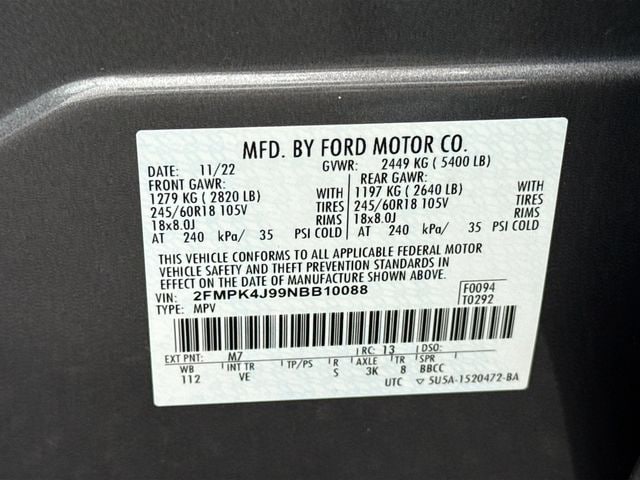 MFD. BY FORD MOTOR CO.
DATE: 11/22 GVWR: 2449 KG ( 5400 LB)
FRONT GAWR: REAR GAWR:
1279 KG ( 2820 LB) WITH 1197 KG ( 2640 LB) WITH
245/60R18 105V TIRES 245/60R18 105V TIRES
18x8.0J RIMS 18x8.0J RIMS
AT 240 kPa/ 35 PSI COLD AT 240 kPa/ 35 PSI COLD
THIS VEHICLE CONFORMS TO ALL APPLICABLE FEDERAL MOTOR
VEHICLE SAFETY AND THEFT PREVENTION STANDARDS IN
EFFECT ON THE DATE OF MANUFACTURE SHOWN ABOVE.
VIN: 2FMPK4J99NBB10088 F0094
TYPE: MPV T0292
EXT PNT: M7 RC: 13 DSO:
WB INT TR TP/PS R AXLE TR SPR
112 VE S 3K 8 BBCC
UTC ▽ 5U5A-1520472-BA